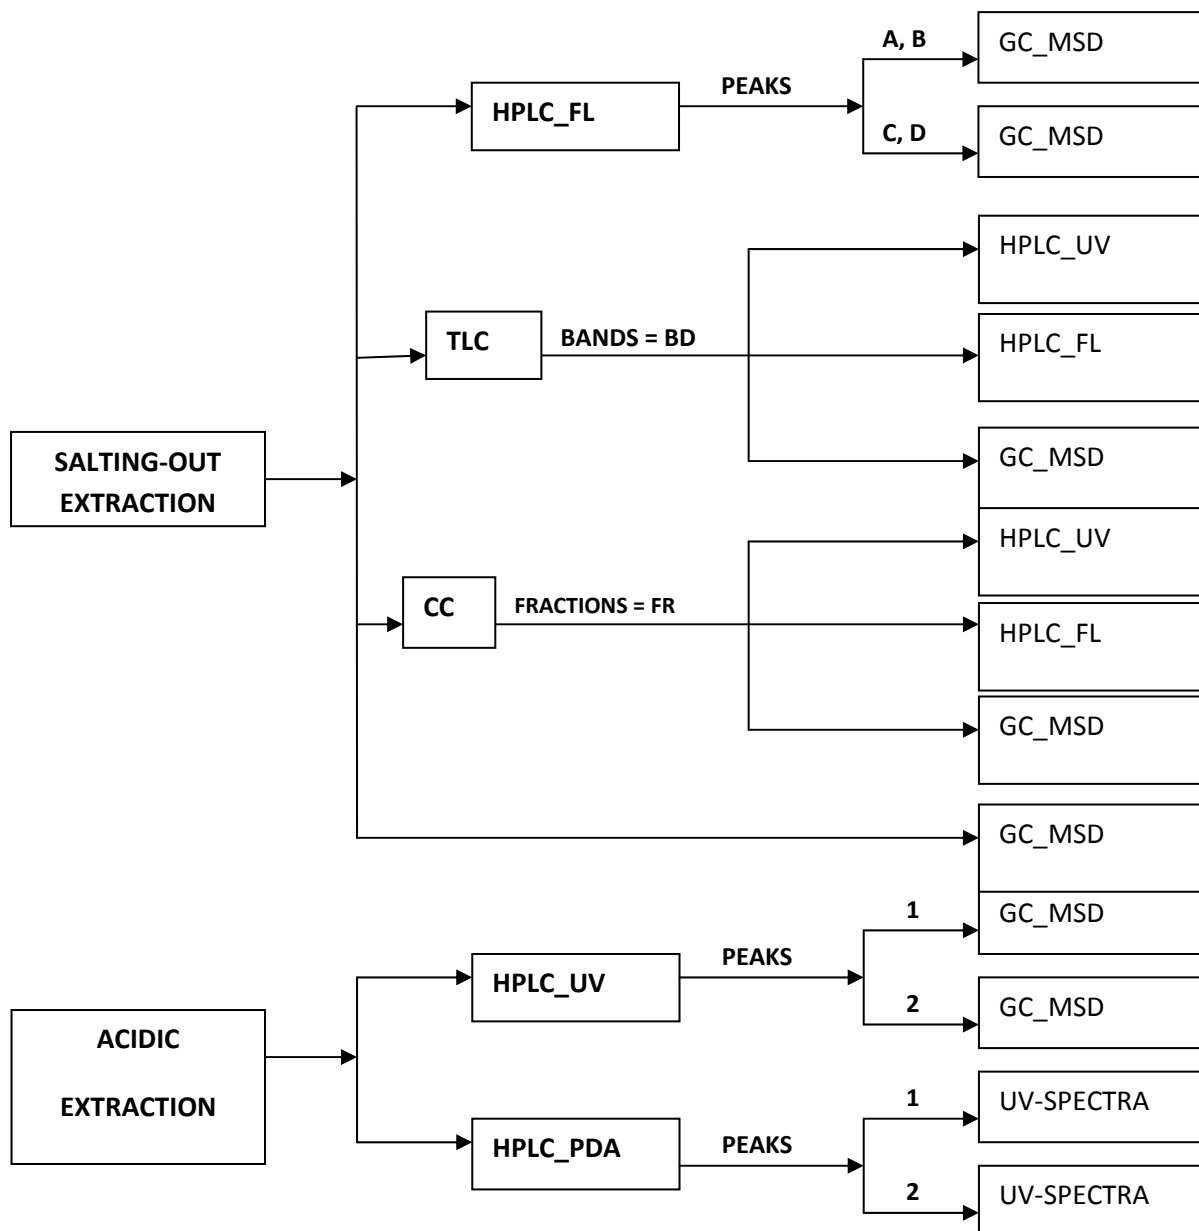 A, B
GC_MSD
HPLC_FL
PEAKS
C, D
GC_MSD
HPLC_UV
TLC
BANDS = BD
HPLC_FL
GC_MSD
SALTING-OUT
EXTRACTION
HPLC_UV
CC
FRACTIONS = FR
HPLC_FL
GC_MSD
GC_MSD
1
GC_MSD
HPLC_UV
PEAKS
2
GC_MSD
ACIDIC
EXTRACTION
1
UV-SPECTRA
HPLC_PDA
PEAKS
2
UV-SPECTRA